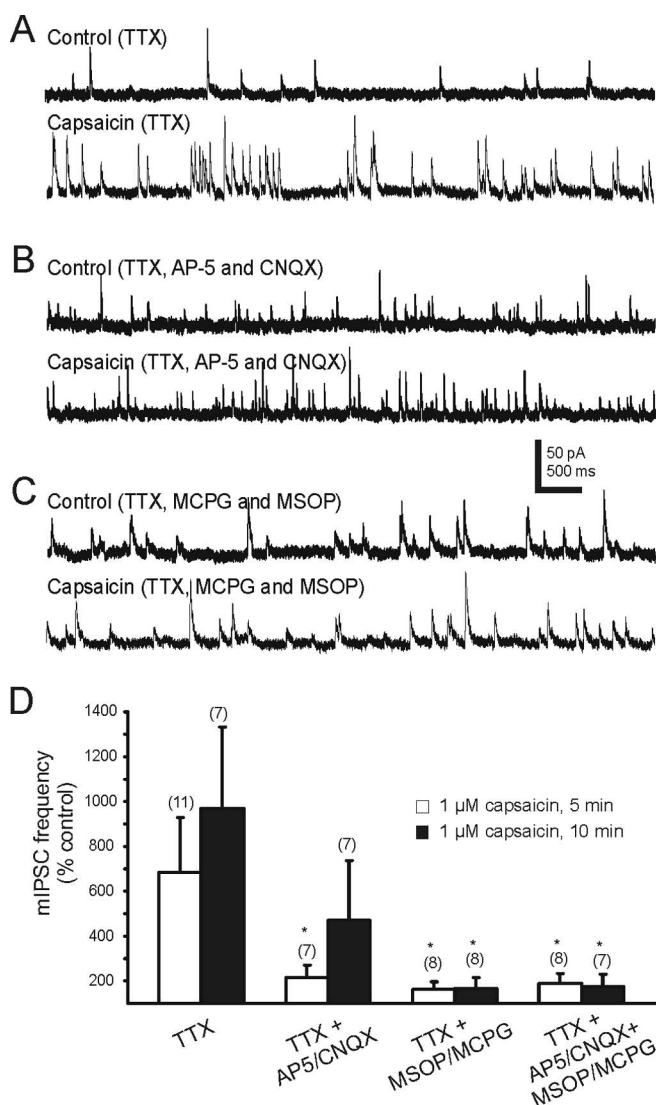 A
Control (TTX)
Capsaicin (TTX)
B
Control (TTX, AP-5 and CNQX)
Capsaicin (TTX, AP-5 and CNQX)
50 pA
500 ms
C
Control (TTX, MCPG and MSOP)
Capsaicin (TTX, MCPG and MSOP)
D
mIPSC frequency
(% control)
1400
1200
1000
800
600
400
200
(11)
(7)
*
(7)
(7)
*
(8)
*
(8)
*
(8)
*
(7)
1 µM capsaicin, 5 min
1 µM capsaicin, 10 min
TTX
TTX +
AP5/CNQX
TTX +
MSOP/MCPG
TTX +
AP5/CNQX+
MSOP/MCPG